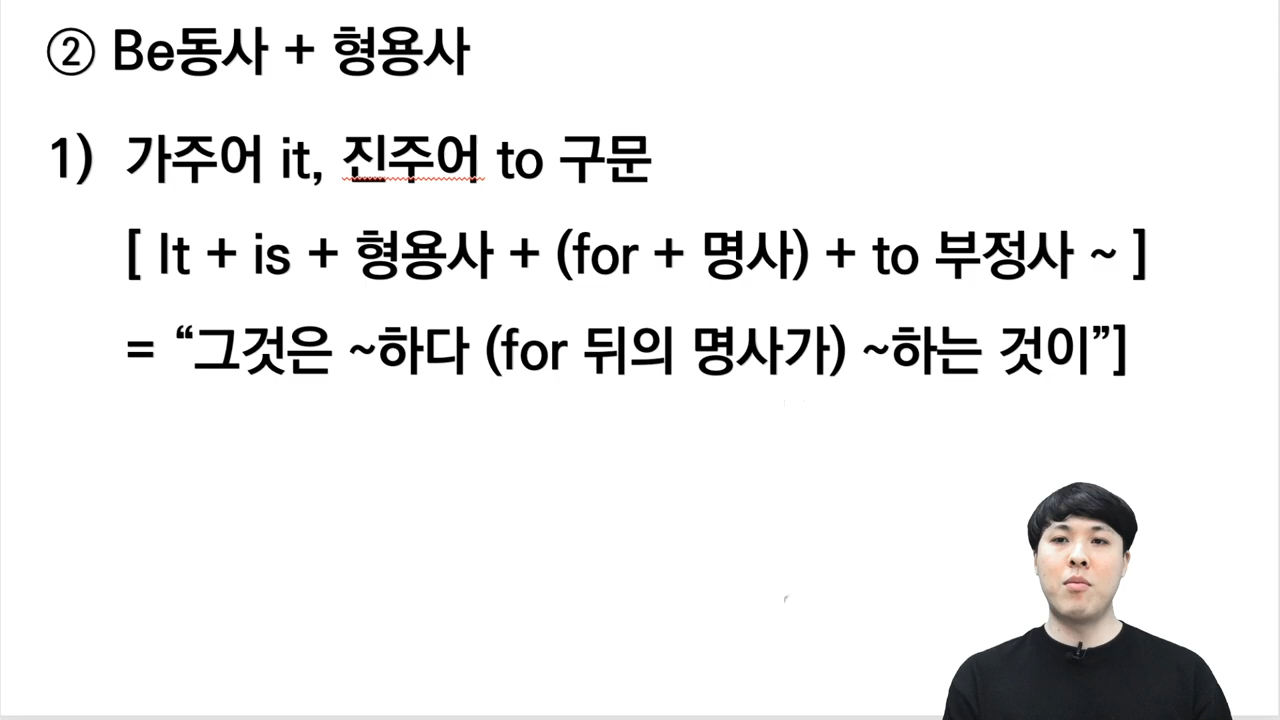 ② Be동사 + 형용사
1) 가주어 it, 진주어 to 구문
[ It + is + 형용사 + (for + 명사) + to 부정사 ~ ]
= “그것은 ~하다 (for 뒤의 명사가) ~하는 것이”]